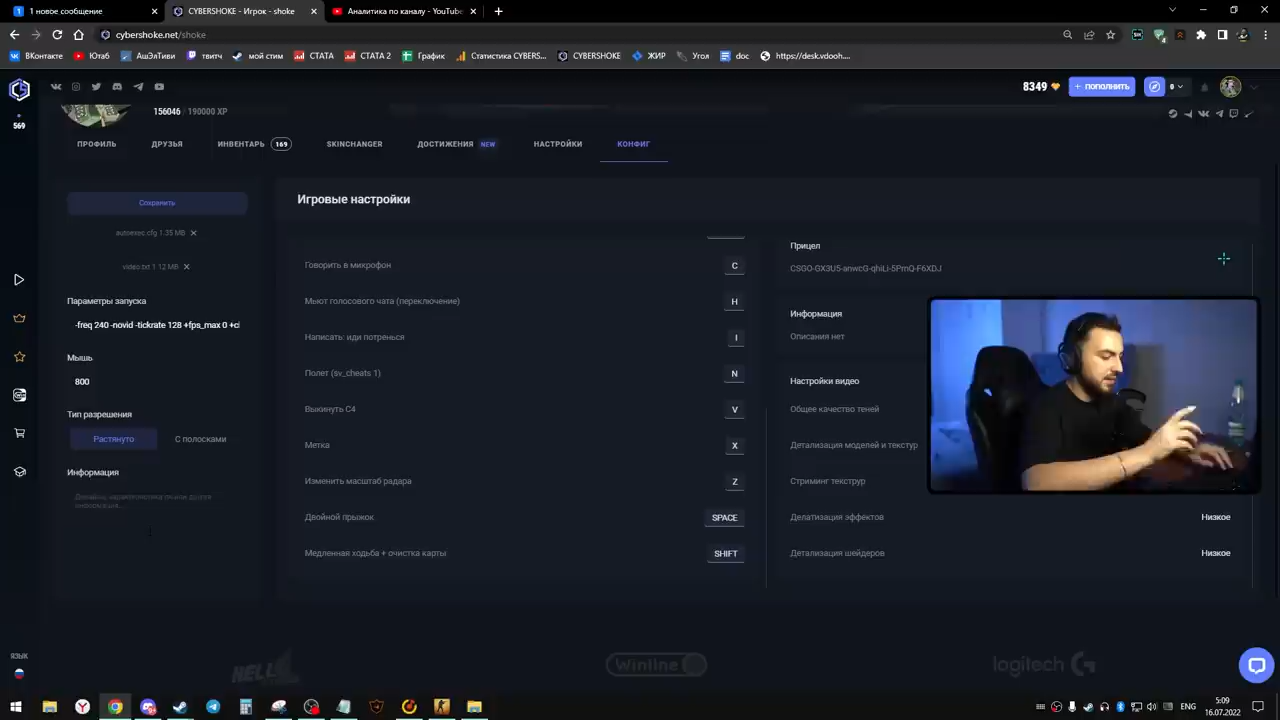 1 новое сообщение
CYBERSHOKE - Игрок - shoke
Аналитика по каналу - YouTube
cybershoke.net/shoke
ВКонтакте
Ютаб
АшЭлТиви
твитч
мой стим
СТАТА
СТАТА 2
График
Статистика CYBERS...
CYBERSHOKE
ЖИР
Угол
doc
https://desk.vdooh...
8349
+ ПОПОЛНИТЬ
0
569
156046 / 190000 XP
ПРОФИЛЬ
ДРУЗЬЯ
ИНВЕНТАРЬ 169
SKINCHANGER
ДОСТИЖЕНИЯ NEW
НАСТРОЙКИ
КОНФИГ
Сохранить
autoexec.cfg 1.35 MB
video.txt 1.12 MB
Параметры запуска
-freq 240 -novid -tickrate 128 +fps_max 0 +cl
Мышь
800
Тип разрешения
Растянуто
С полосками
Информация
Игровые настройки
Говорить в микрофон C
Мьют голосового чата (переключение) H
Написать: иди потренься I
Полет (sv_cheats 1) N
Выкинуть C4 V
Метка X
Изменить масштаб радара Z
Двойной прыжок SPACE
Медленная ходьба + очистка карты SHIFT
Прицел
CSGO-GX3U5-anwcG-qhiLi-5PmQ-F6XDJ
Информация
Описания нет
Настройки видео
Общее качество теней
Детализация моделей и текстур
Стриминг текструр
Делатизация эффектов Низкое
Детализация шейдеров Низкое
ЯЗЫК
Winline
logitech G
ENG
5:09
16.07.2022